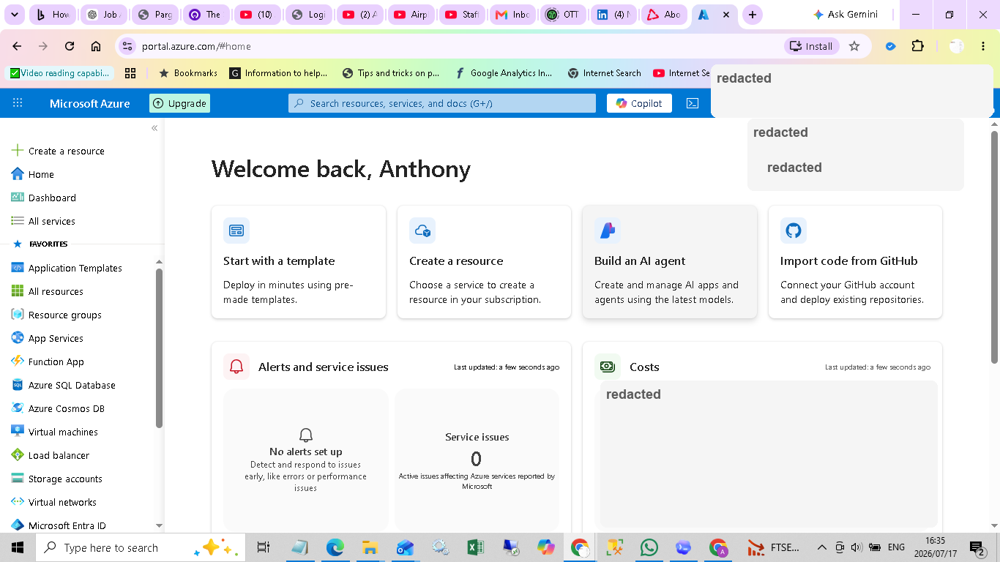 How
Job
Parg
The
(10)
Logi
(2) A
Airp
Staf
Inbc
OTT
(4)
Abo
Ask Gemini
portal.azure.com/#home
Install
Video reading capabi...
Bookmarks
Information to help...
Tips and tricks on p...
Google Analytics In...
Internet Search
Internet Se
redacted
Microsoft Azure
Upgrade
Search resources, services, and docs (G+/)
Copilot
redacted
redacted
Create a resource
Home
Dashboard
All services
FAVORITES
Application Templates
All resources
Resource groups
App Services
Function App
Azure SQL Database
Azure Cosmos DB
Virtual machines
Load balancer
Storage accounts
Virtual networks
Microsoft Entra ID
Welcome back, Anthony
Start with a template
Deploy in minutes using pre-
made templates.
Create a resource
Choose a service to create a
resource in your subscription.
Build an AI agent
Create and manage AI apps and
agents using the latest models.
Import code from GitHub
Connect your GitHub account
and deploy existing repositories.
Alerts and service issues
Last updated: a few seconds ago
No alerts set up
Detect and respond to issues
early, like errors or performance
issues
Service issues
0
Active issues affecting Azure services reported by
Microsoft
Costs
Last updated: a few seconds ago
redacted
Type here to search
FTSE...
ENG
16:35
2026/07/17
2